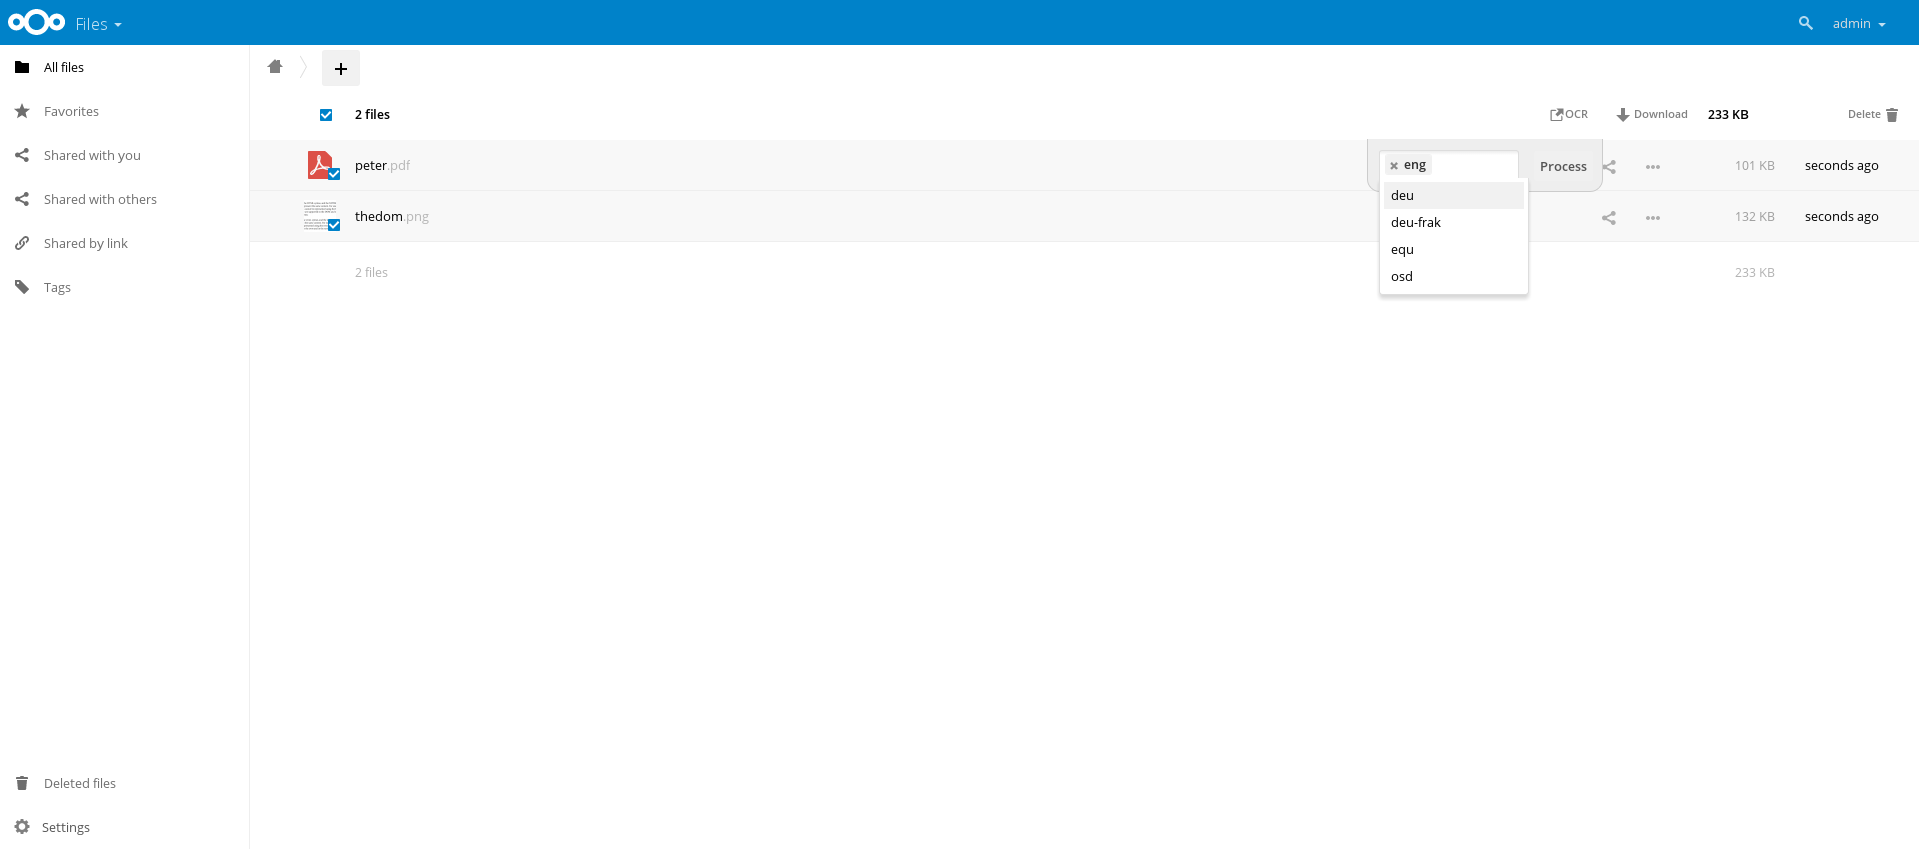 Files
admin
All files
Favorites
Shared with you
Shared with others
Shared by link
Tags
Deleted files
Settings
2 files
OCR
Download
233 KB
Delete
peter.pdf
eng
Process
101 KB
seconds ago
thedom.png
132 KB
seconds ago
deu
deu-frak
equ
osd
2 files
233 KB